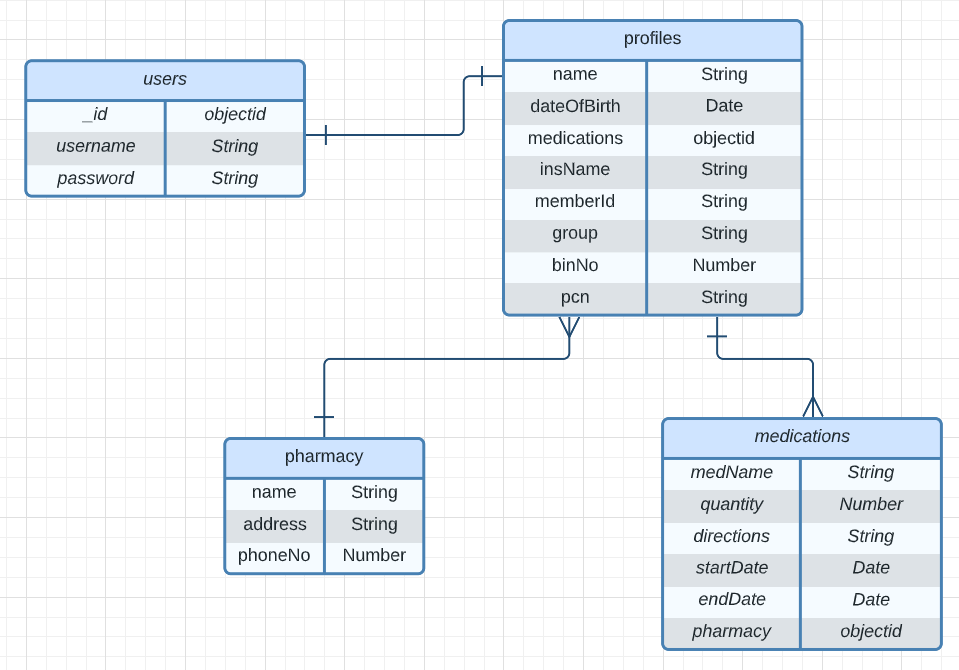 users
_id objectid
username String
password String
profiles
name String
dateOfBirth Date
medications objectid
insName String
memberId String
group String
binNo Number
pcn String
pharmacy
name String
address String
phoneNo Number
medications
medName String
quantity Number
directions String
startDate Date
endDate Date
pharmacy objectid